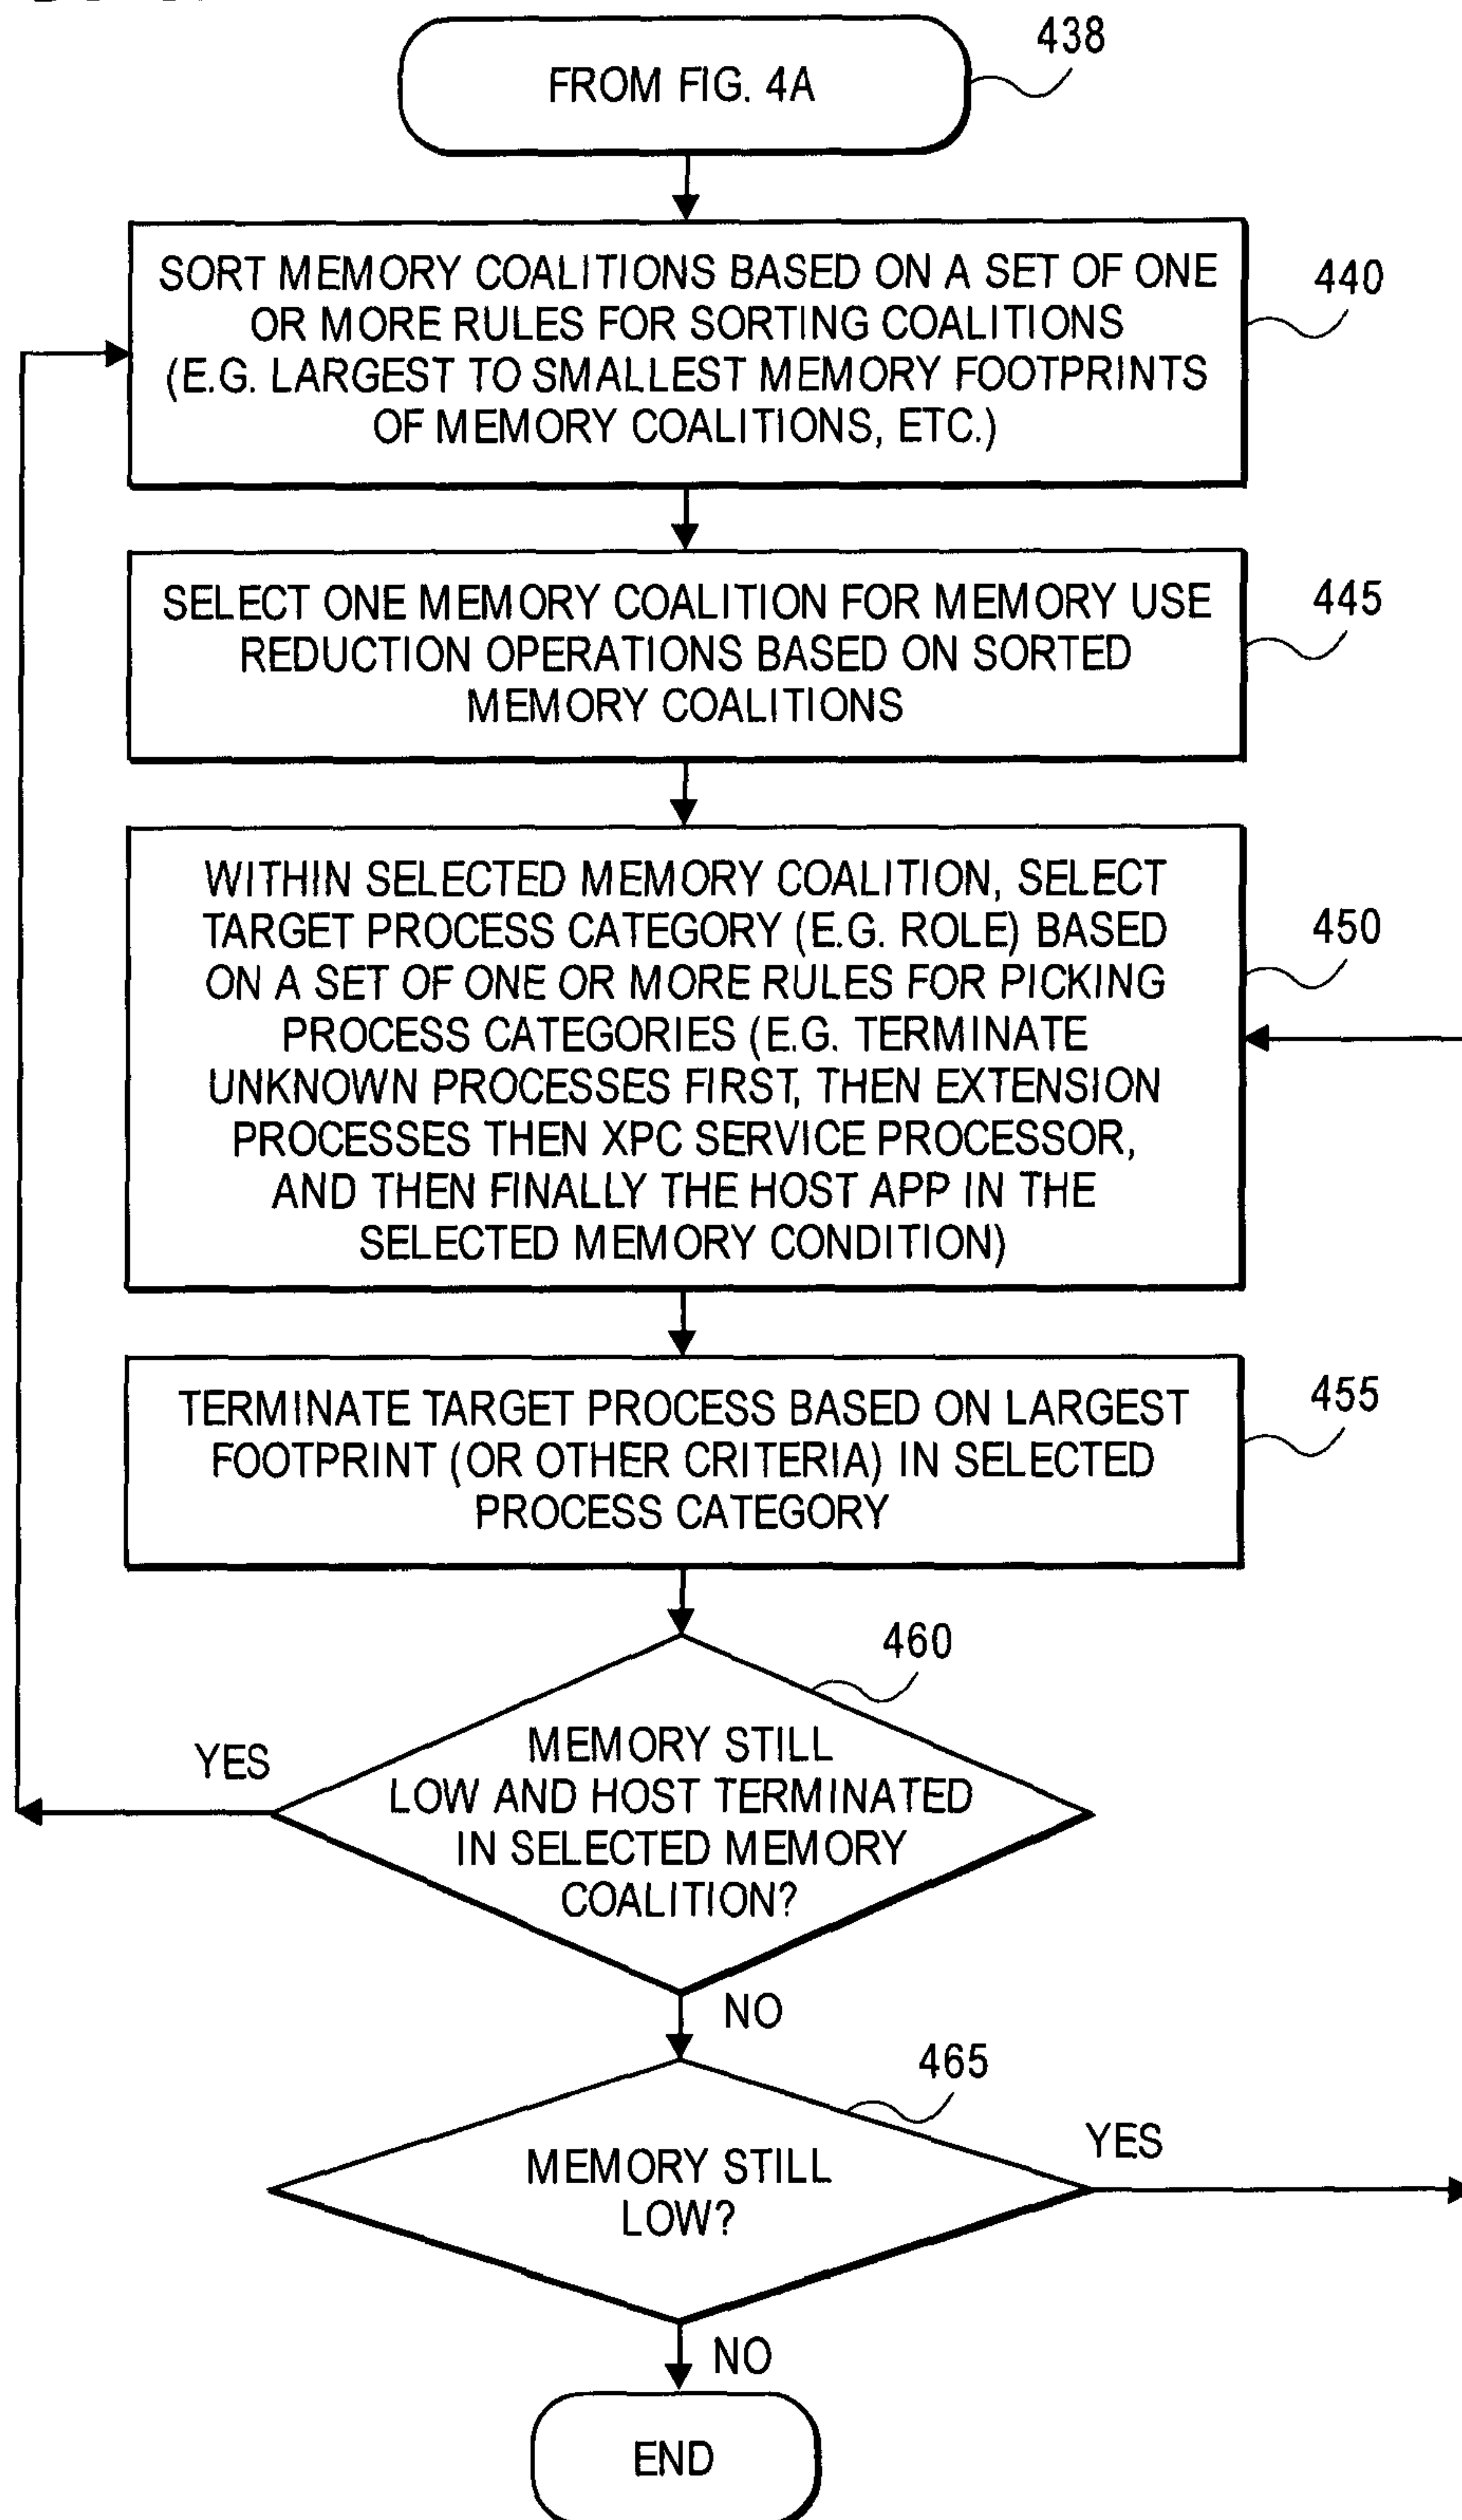 FROM FIG. 4A
438
SORT MEMORY COALITIONS BASED ON A SET OF ONE
OR MORE RULES FOR SORTING COALITIONS
(E.G. LARGEST TO SMALLEST MEMORY FOOTPRINTS
OF MEMORY COALITIONS, ETC.)
440
SELECT ONE MEMORY COALITION FOR MEMORY USE
REDUCTION OPERATIONS BASED ON SORTED
MEMORY COALITIONS
445
WITHIN SELECTED MEMORY COALITION, SELECT
TARGET PROCESS CATEGORY (E.G. ROLE) BASED
ON A SET OF ONE OR MORE RULES FOR PICKING
PROCESS CATEGORIES (E.G. TERMINATE
UNKNOWN PROCESSES FIRST, THEN EXTENSION
PROCESSES THEN XPC SERVICE PROCESSOR,
AND THEN FINALLY THE HOST APP IN THE
SELECTED MEMORY CONDITION)
450
TERMINATE TARGET PROCESS BASED ON LARGEST
FOOTPRINT (OR OTHER CRITERIA) IN SELECTED
PROCESS CATEGORY
455
460
MEMORY STILL
LOW AND HOST TERMINATED
IN SELECTED MEMORY
COALITION?
YES
NO
465
MEMORY STILL
LOW?
YES
NO
END